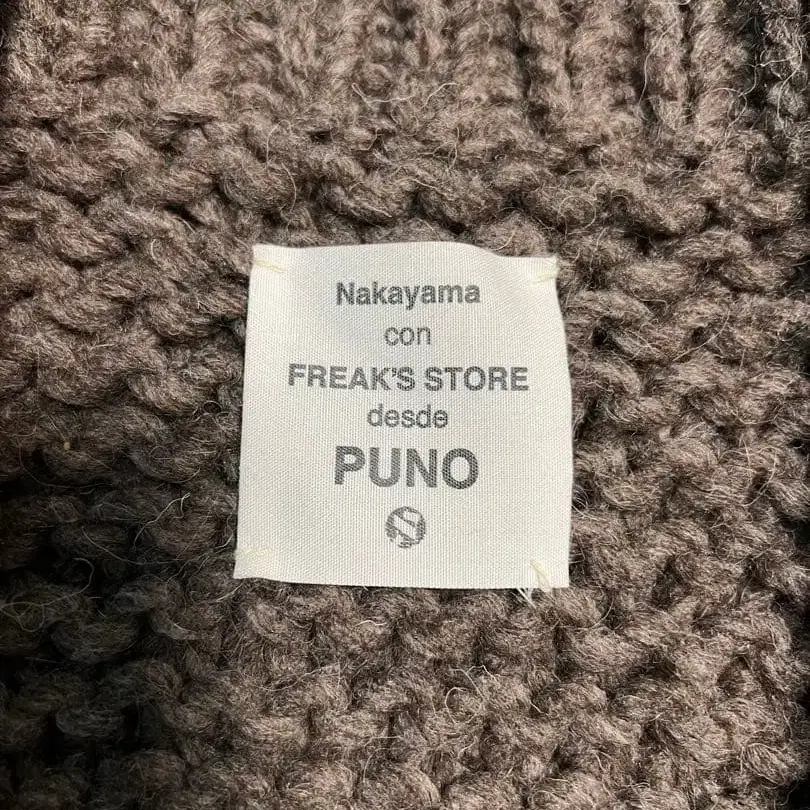 Nakayama
con
FREAK'S STORE
desde
PUNO